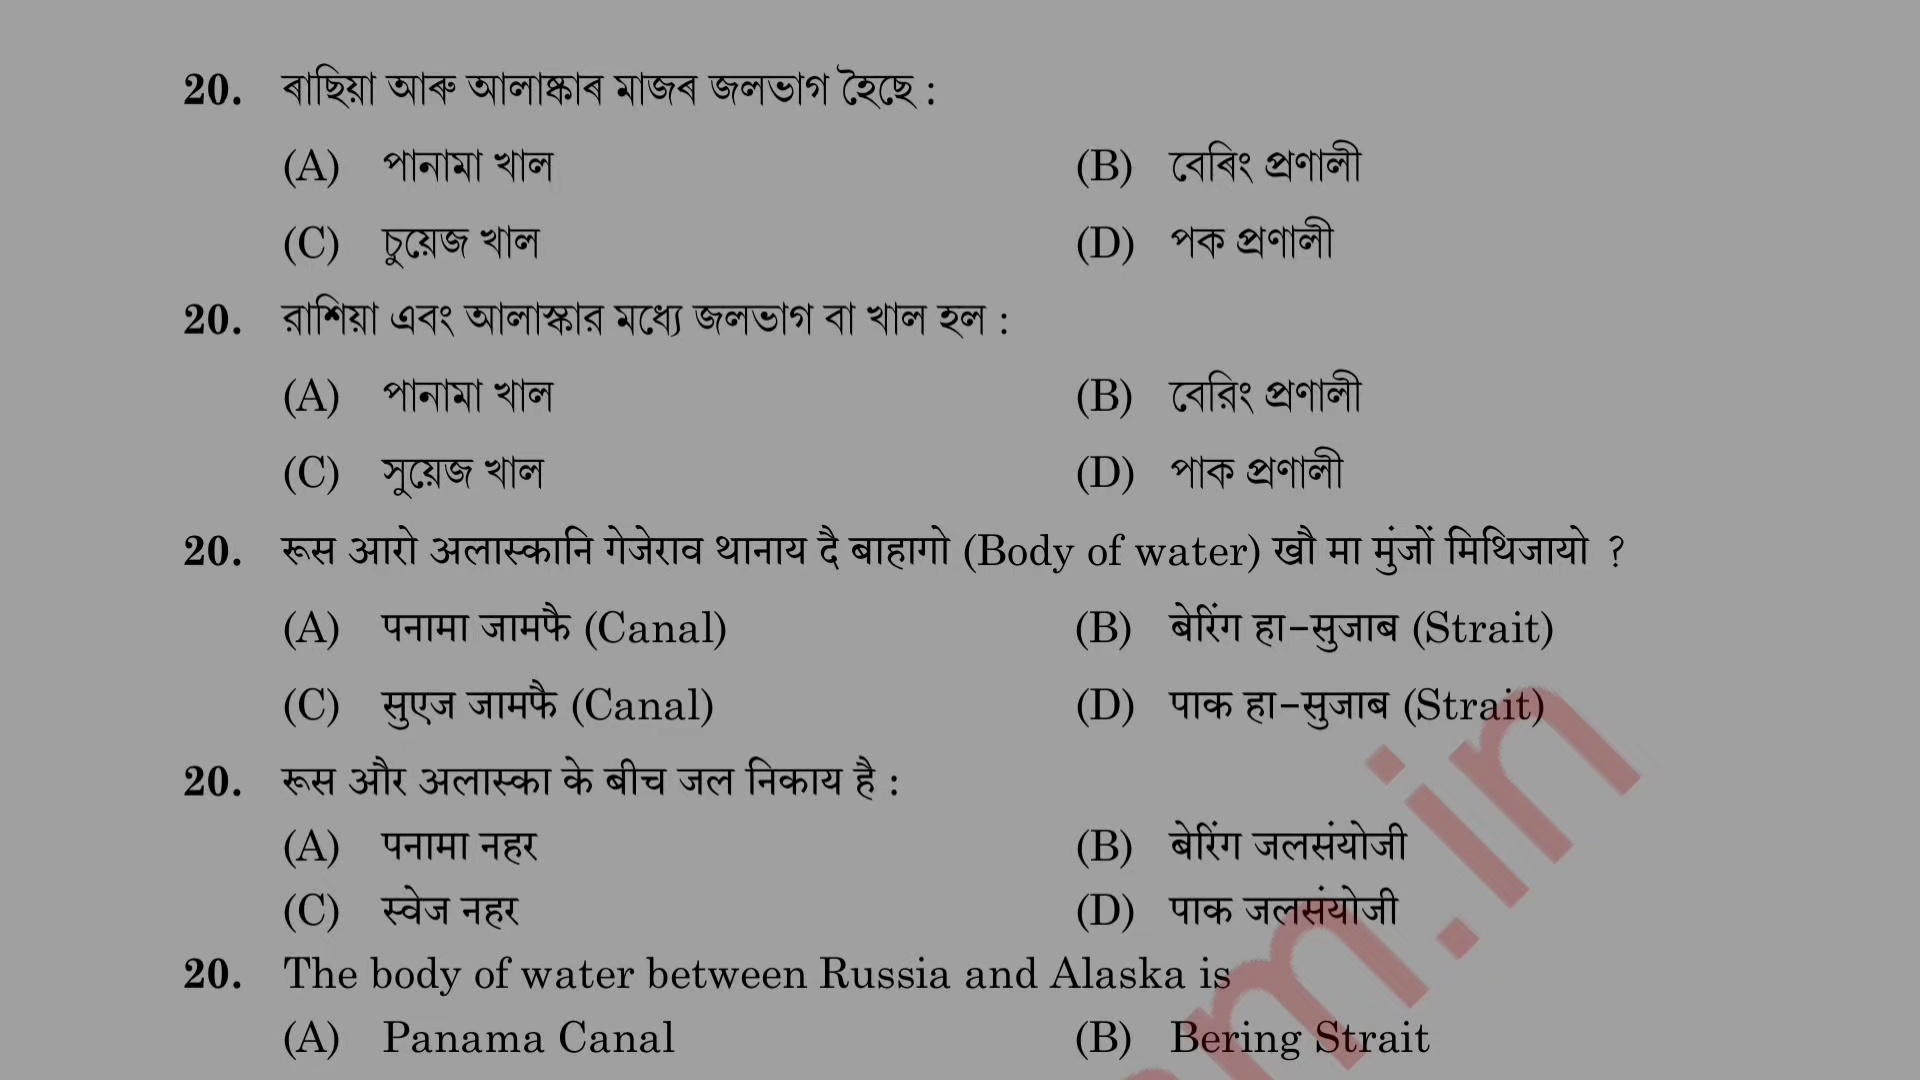 20. ৰাছিয়া আৰু আলাস্কাৰ মাজৰ জলভাগ হৈছে :
(A) পানামা খাল (B) বেৰিং প্ৰণালী
(C) চুয়েজ খাল (D) পক প্ৰণালী
20. রাশিয়া এবং আলাস্কার মধ্যে জলভাগ বা খাল হল :
(A) পানামা খাল (B) বেরিং প্রণালী
(C) সুয়েজ খাল (D) পাক প্রণালী
20. रूस आरो अलास्कानि गेजेराव थानाय दै बाहागो (Body of water) खौ मा मुंजों मिथिजायो ?
(A) पनामा जामफै (Canal) (B) बेरिंग हा-सुजाब (Strait)
(C) सुएज जामफै (Canal) (D) पाक हा-सुजाब (Strait)
20. रूस और अलास्का के बीच जल निकाय है :
(A) पनामा नहर (B) बेरिंग जलसंयोजी
(C) स्वेज नहर (D) पाक जलसंयोजी
20. The body of water between Russia and Alaska is
(A) Panama Canal (B) Bering Strait
m.in